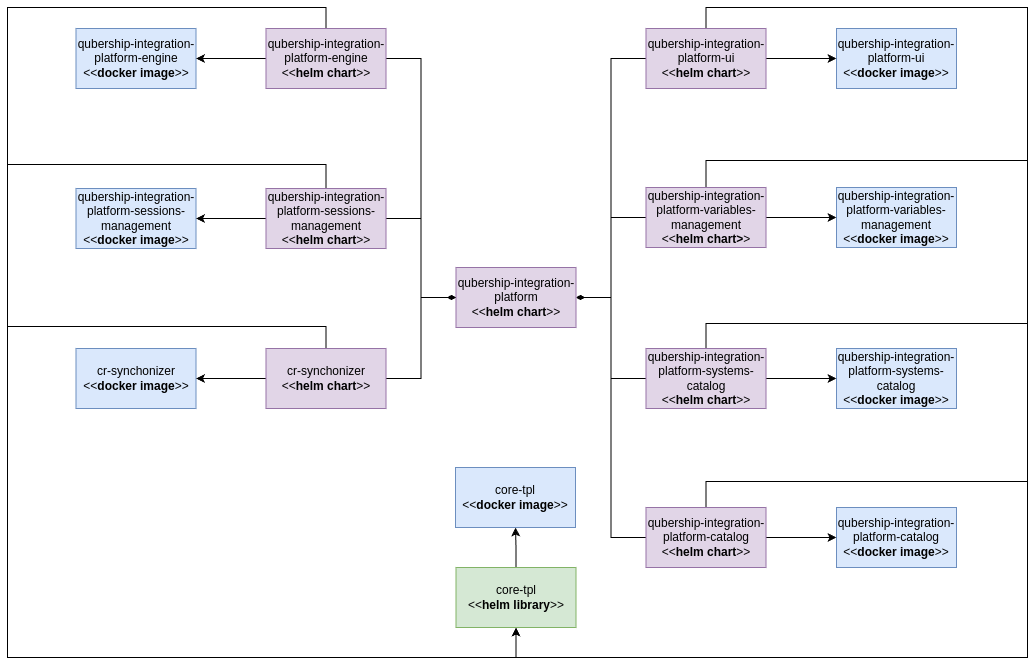 qubership-integration-
platform-engine
<<docker image>>
qubership-integration-
platform-engine
<<helm chart>>
qubership-integration-
platform-ui
<<helm chart>>
qubership-integration-
platform-ui
<<docker image>>
qubership-integration-
platform-sessions-
management
<<docker image>>
qubership-integration-
platform-sessions-
management
<<helm chart>>
qubership-integration-
platform-variables-
management
<<helm chart>>
qubership-integration-
platform-variables-
management
<<docker image>>
qubership-integration-
platform
<<helm chart>>
cr-synchonizer
<<docker image>>
cr-synchonizer
<<helm chart>>
qubership-integration-
platform-systems-
catalog
<<helm chart>>
qubership-integration-
platform-systems-
catalog
<<docker image>>
core-tpl
<<docker image>>
qubership-integration-
platform-catalog
<<helm chart>>
qubership-integration-
platform-catalog
<<docker image>>
core-tpl
<<helm library>>